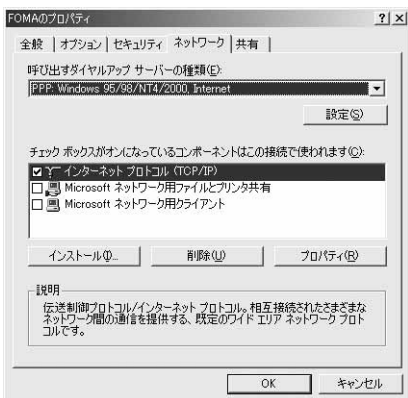 FOMAのプロパティ
全般 オプション セキュリティ ネットワーク 共有
呼び出すダイヤルアップ サーバーの種類(E):
PPP: Windows 95/98/NT4/2000, Internet
設定(S)
チェック ボックスがオンになっているコンポーネントはこの接続で使われます(C):
インターネット プロトコル (TCP/IP)
Microsoft ネットワーク用ファイルとプリンタ共有
Microsoft ネットワーク用クライアント
インストール(I)... 削除(U) プロパティ(R)
説明
伝送制御プロトコル/インターネット プロトコル。相互接続されたさまざまな
ネットワーク間の通信を提供する、既定のワイド エリア ネットワーク プロト
コルです。
OK キャンセル